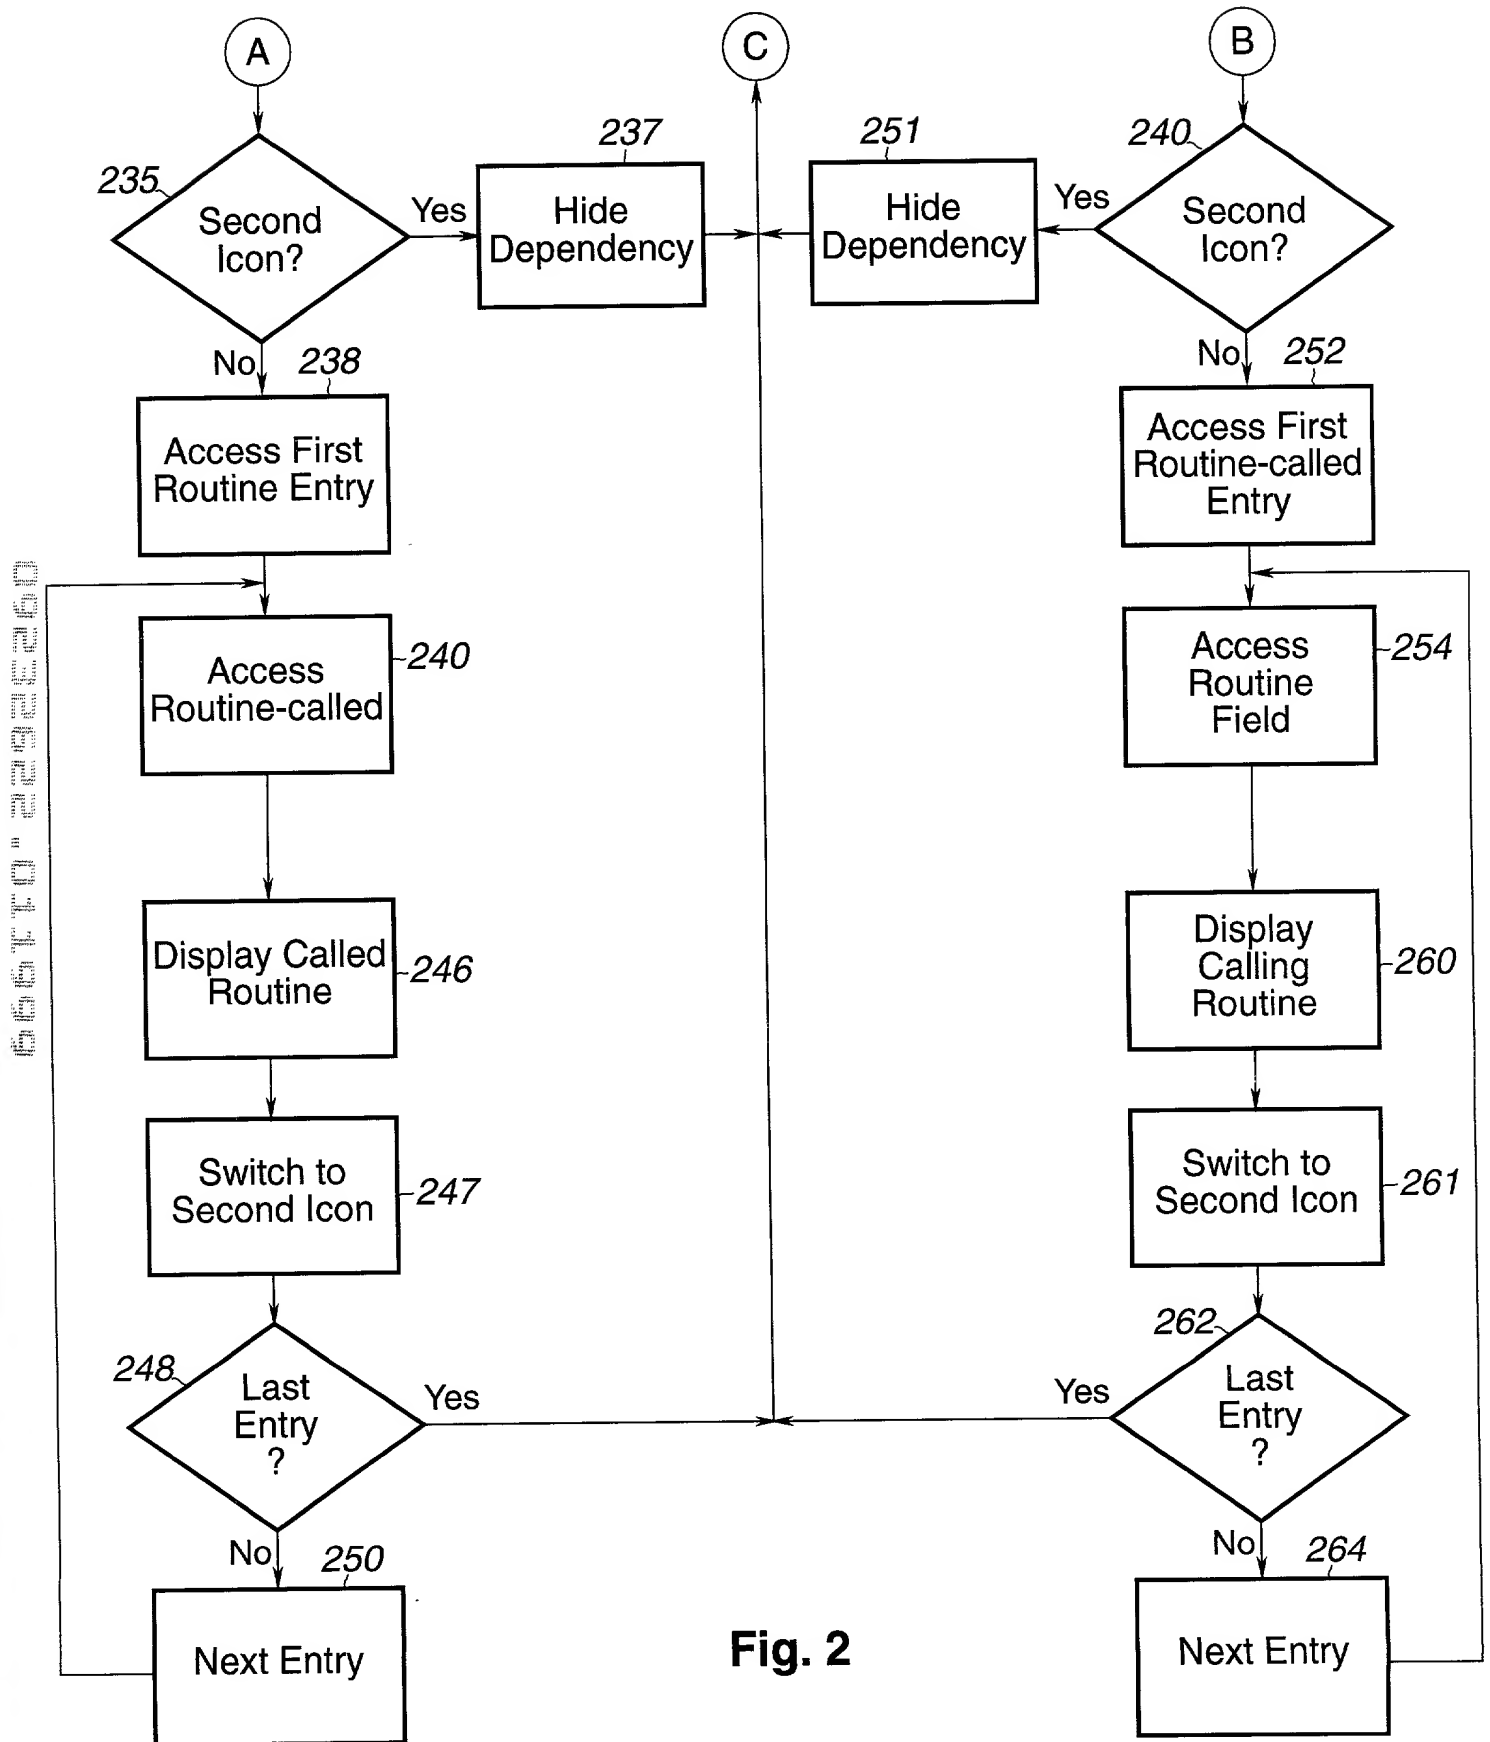 A
C
B
235
Second
Icon?
Yes
237
Hide
Dependency
251
Hide
Dependency
Yes
240
Second
Icon?
No
238
Access First
Routine Entry
No
252
Access First
Routine-called
Entry
Access
Routine-called
240
Access
Routine
Field
254
Display Called
Routine
246
Display
Calling
Routine
260
Switch to
Second Icon
247
Switch to
Second Icon
261
248
Last
Entry
?
Yes
262
Last
Entry
?
Yes
No
250
Next Entry
No
264
Next Entry
Fig. 2